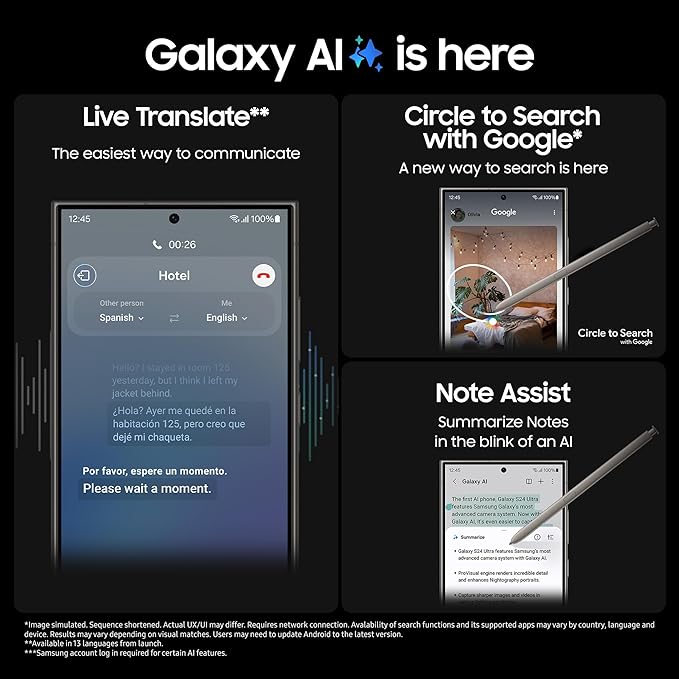 Galaxy AI is here
Live Translate**
The easiest way to communicate
12:45
100%
00:26
Hotel
Other person
Me
Spanish
English
Hello? I stayed in room 125
yesterday, but I think I left my
jacket behind.
¿Hola? Ayer me quedé en la
habitación 125, pero creo que
dejé mi chaqueta.
Por favor, espere un momento.
Please wait a moment.
Circle to Search
with Google*
A new way to search is here
12:45
100%
Olivia
Google
Circle to Search
with Google
Note Assist
Summarize Notes
in the blink of an AI
12:45
100%
Galaxy AI
The first AI phone, Galaxy S24 Ultra
features Samsung Galaxy's most
advanced camera system. Now with
Galaxy AI, it's even easier to
Summarize
• Galaxy S24 Ultra features Samsung's most
advanced camera system with Galaxy AI.
• ProVisual engine renders incredible detail
and enhances Nightography portraits.
• Capture sharper images and videos in
*Image simulated. Sequence shortened. Actual UX/UI may differ. Requires network connection. Availability of search functions and its supported apps may vary by country, language and
device. Results may vary depending on visual matches. Users may need to update Android to the latest version.
**Available in 13 languages from launch.
***Samsung account log in required for certain AI features.